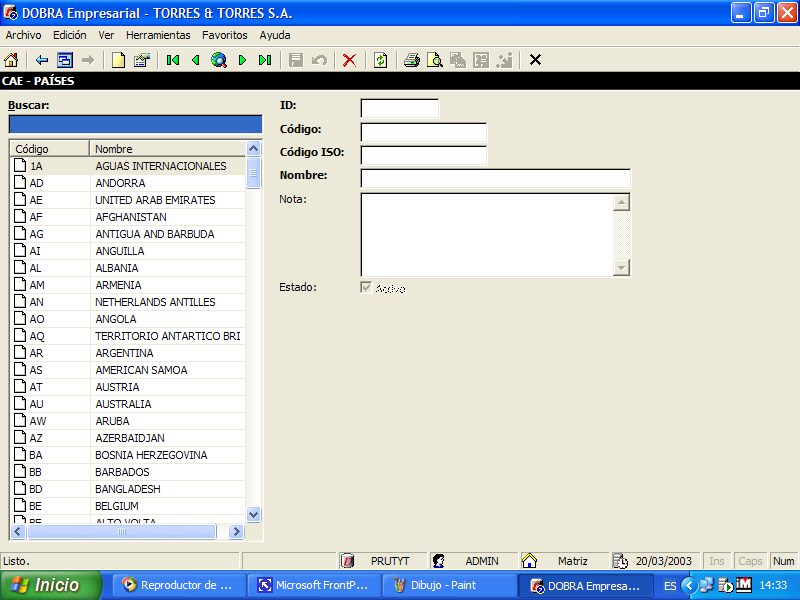 DOBRA Empresarial - TORRES & TORRES S.A.
Archivo Edición Ver Herramientas Favoritos Ayuda
CAE - PAÍSES
Buscar:
Código Nombre
1A AGUAS INTERNACIONALES
AD ANDORRA
AE UNITED ARAB EMIRATES
AF AFGHANISTAN
AG ANTIGUA AND BARBUDA
AI ANGUILLA
AL ALBANIA
AM ARMENIA
AN NETHERLANDS ANTILLES
AO ANGOLA
AQ TERRITORIO ANTARTICO BRI
AR ARGENTINA
AS AMERICAN SAMOA
AT AUSTRIA
AU AUSTRALIA
AW ARUBA
AZ AZERBAIDJAN
BA BOSNIA HERZEGOVINA
BB BARBADOS
BD BANGLADESH
BE BELGIUM
BF ALTO VOLTA
ID:
Código:
Código ISO:
Nombre:
Nota:
Estado: Activo
Listo. PRUTYT ADMIN Matriz 20/03/2003 Ins Caps Num
Inicio Reproductor de ... Microsoft FrontP... Dibujo - Paint DOBRA Empresa... ES 14:33